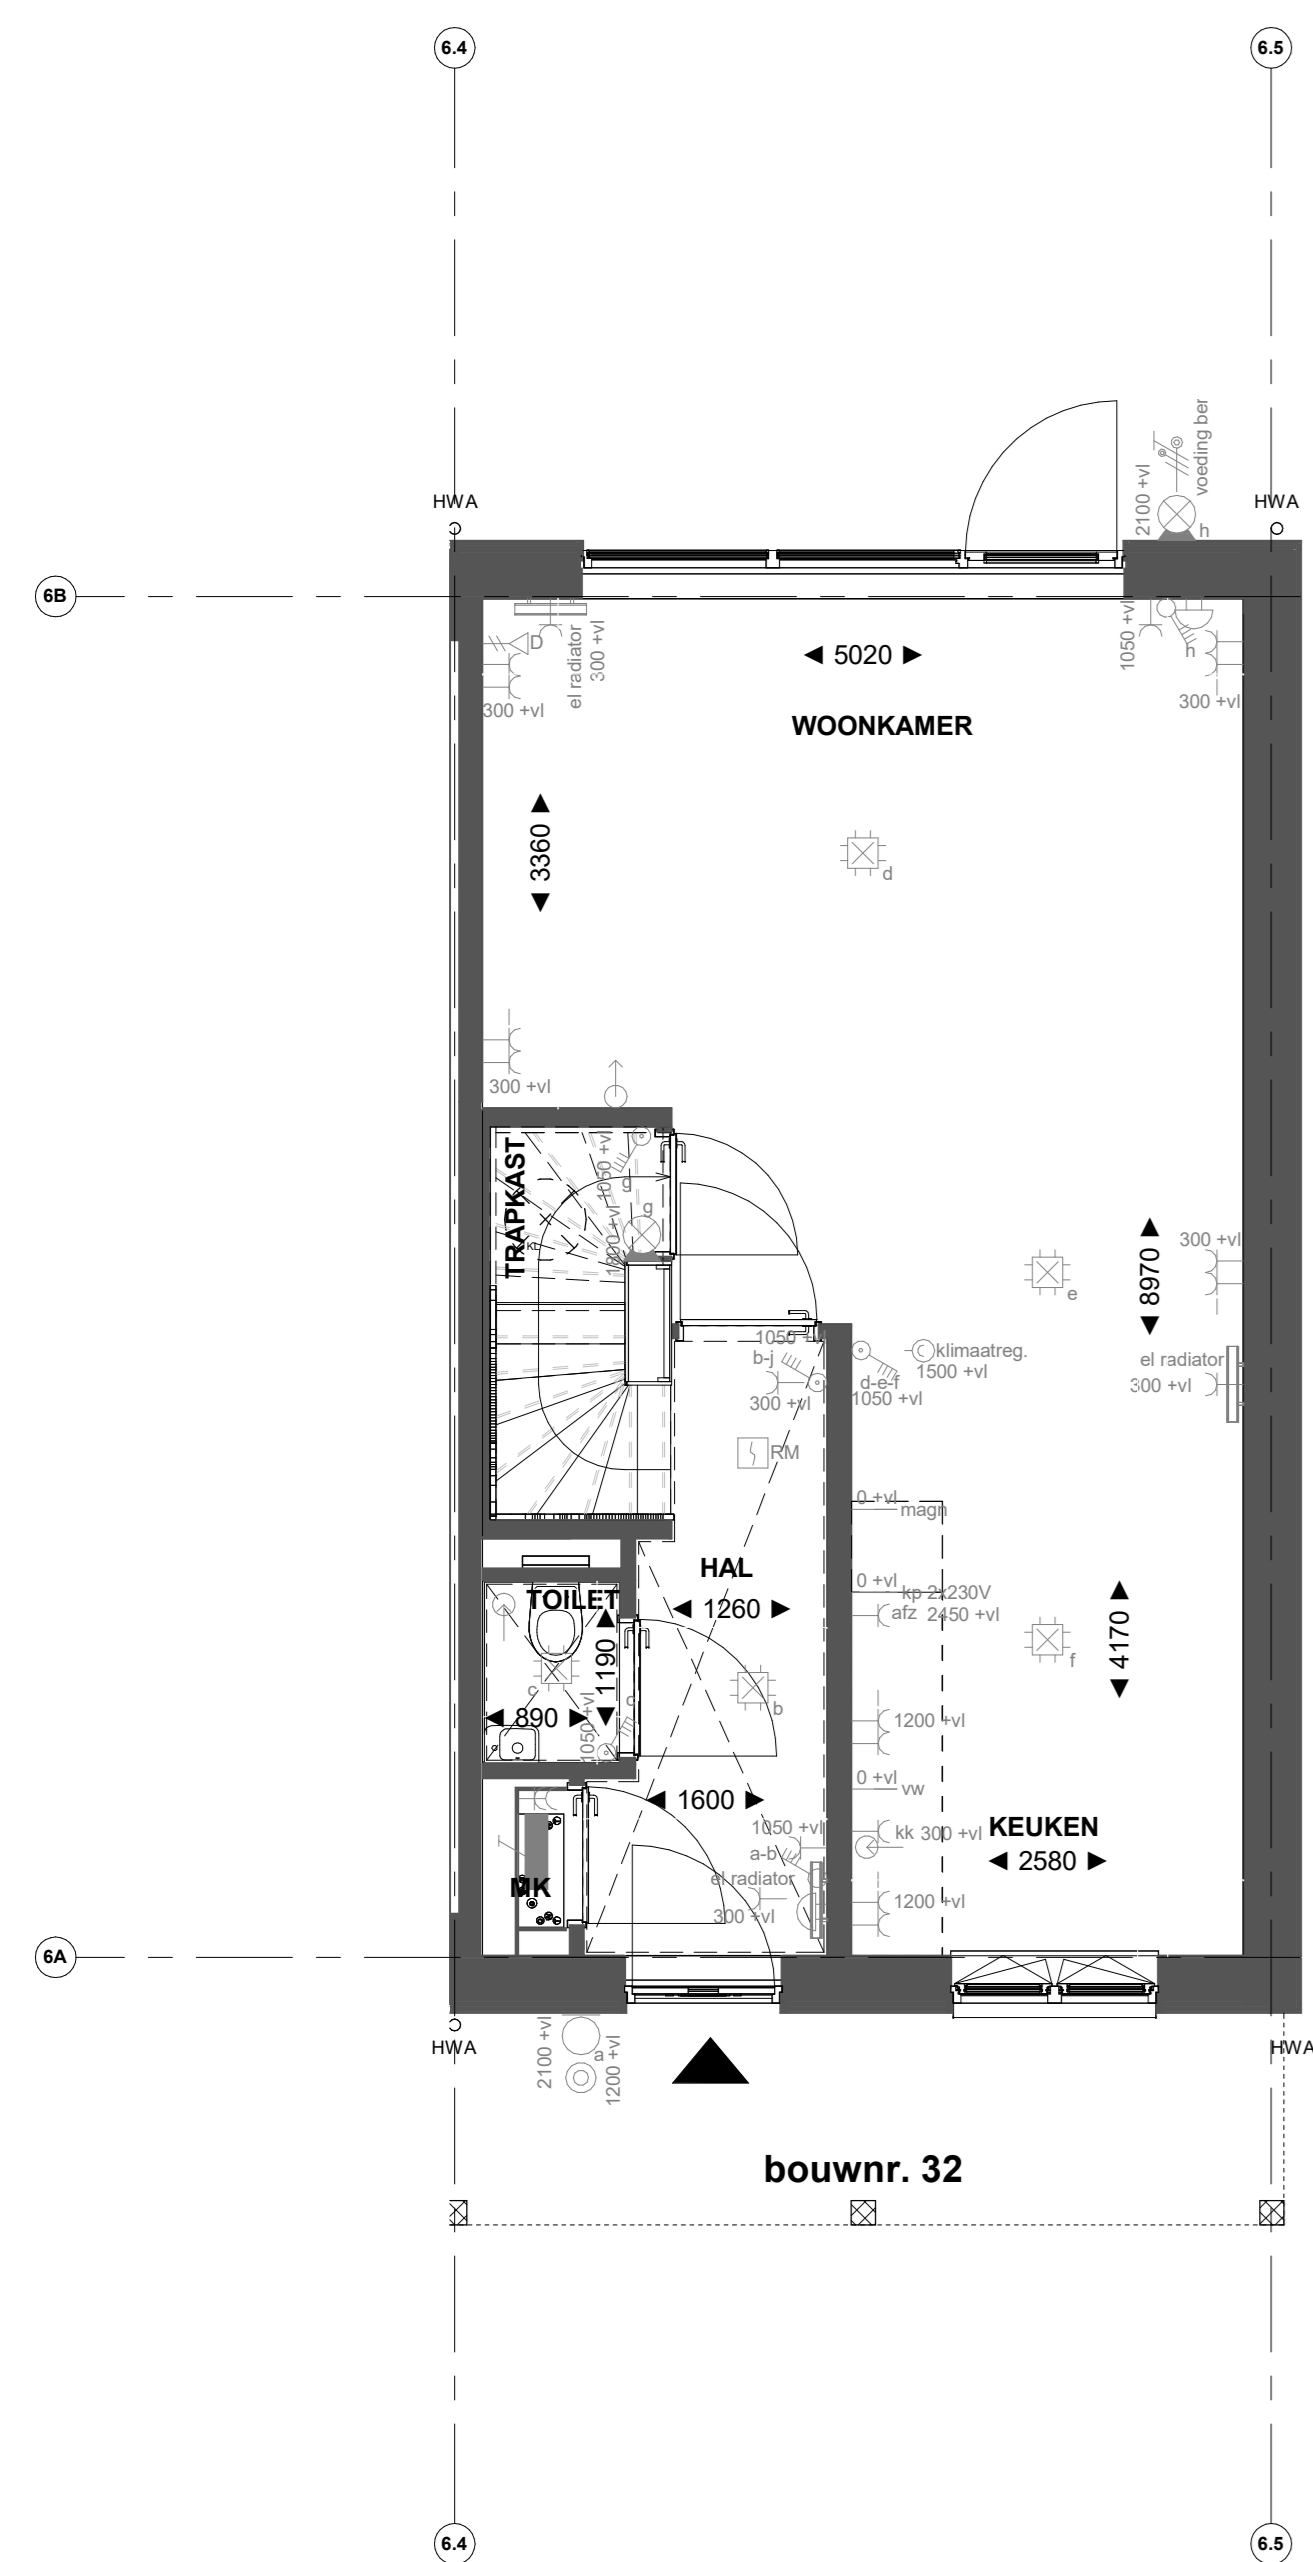 6.4
6.5
voeding ber
2100 +vl
HWA
HWA
h
6B
D
el radiator
300 +vl
300 +vl
5020
1050 +vl
h
300 +vl
WOONKAMER
3360
d
300 +vl
TRAPKAST
1050 +vl
g
g
1800 +vl
KL
8970
300 +vl
e
1050 +vl
b-j
300 +vl
klimaatreg.
1500 +vl
d-e-f
1050 +vl
el radiator
300 +vl
RM
0 +vl
magn
HAL
1260
TOILET
1190
0 +vl
kp 2x230V
afz 2450 +vl
f
4170
c
890
1050 +vl
c
b
1200 +vl
1600
0 +vl
vw
1050 +vl
a-b
kk 300 +vl
KEUKEN
2580
el radiator
300 +vl
MK
1200 +vl
6A
HWA
2100 +vl
a
1200 +vl
HWA
bouwnr. 32
6.4
6.5